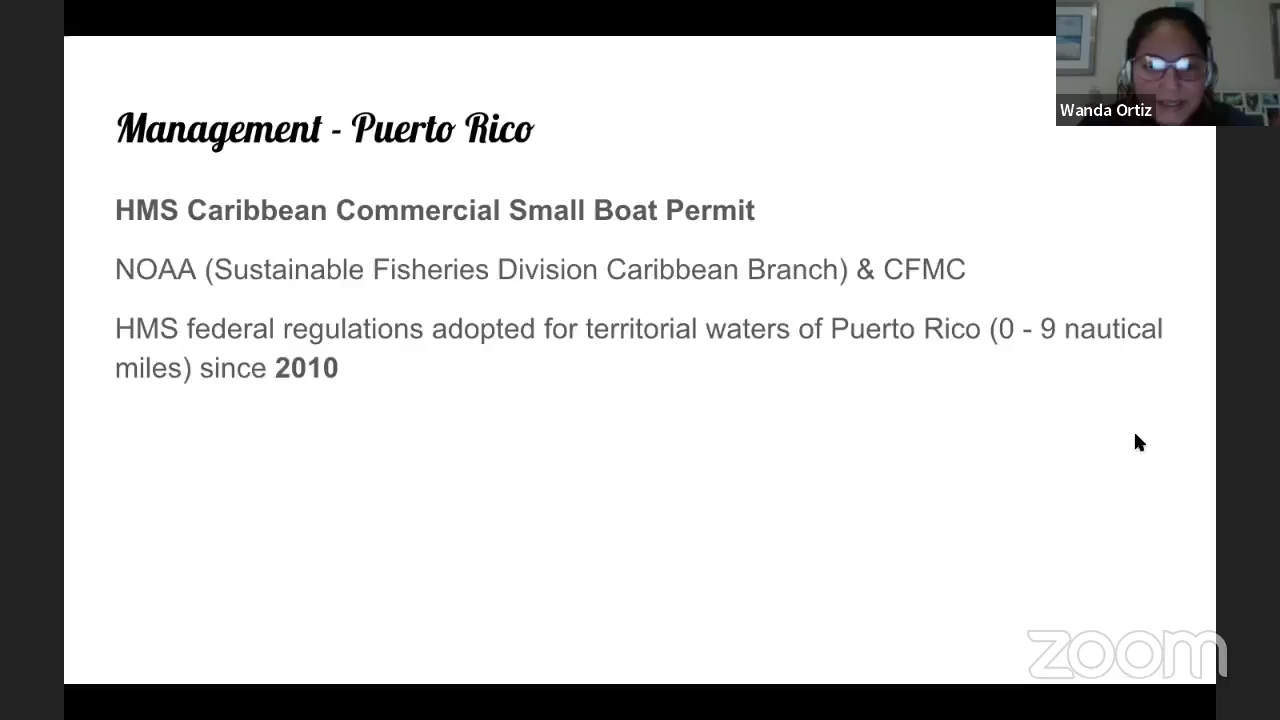 Wanda Ortiz
Management - Puerto Rico
HMS Caribbean Commercial Small Boat Permit
NOAA (Sustainable Fisheries Division Caribbean Branch) & CFMC
HMS federal regulations adopted for territorial waters of Puerto Rico (0 - 9 nautical
miles) since 2010
zoom